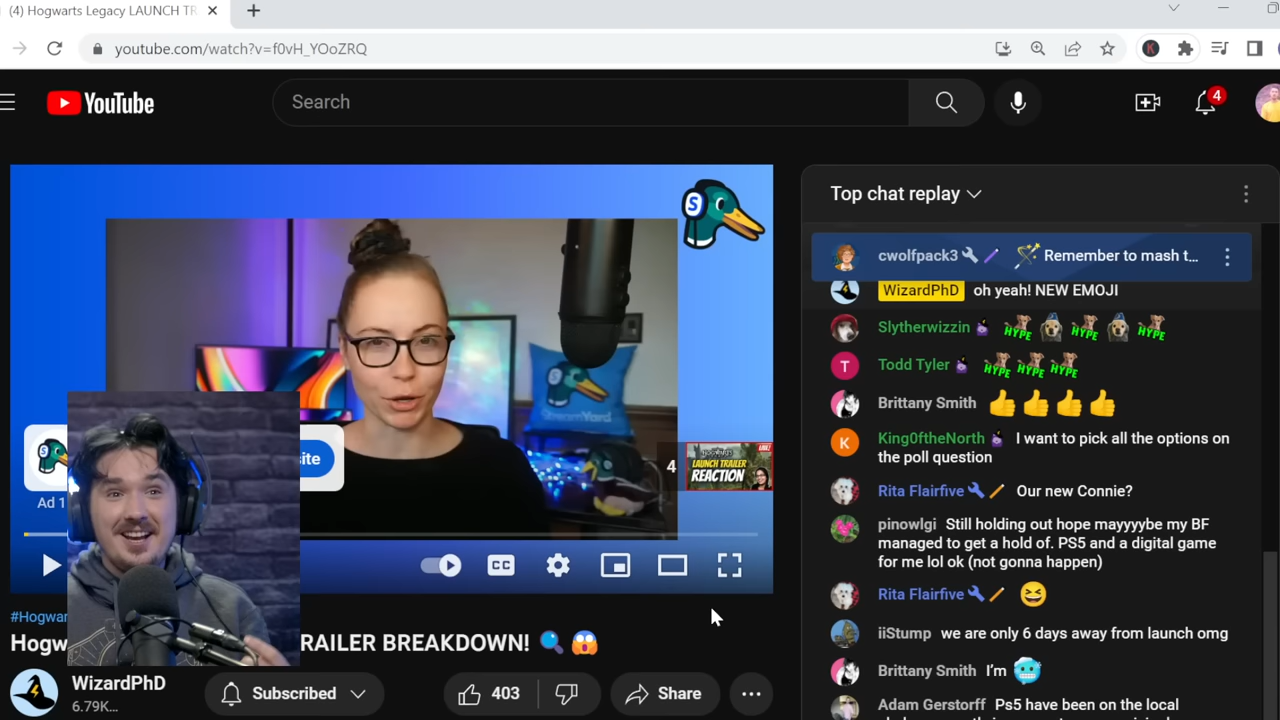 (4) Hogwarts Legacy LAUNCH TR
youtube.com/watch?v=f0vH_YOoZRQ
YouTube
Search
4
Top chat replay
cwolfpack3 Remember to mash t...
WizardPhD oh yeah! NEW EMOJI
Slytherwizzin HYPE HYPE HYPE
T Todd Tyler HYPE HYPE HYPE
Brittany Smith
K King0ftheNorth I want to pick all the options on
the poll question
Rita Flairfive Our new Connie?
pinowlgi Still holding out hope mayyyybe my BF
managed to get a hold of. PS5 and a digital game
for me lol ok (not gonna happen)
Rita Flairfive
iiStump we are only 6 days away from launch omg
Brittany Smith I'm
Adam Gerstorff Ps5 have been on the local
S
StreamYard
ite
4
HOGWARTS
LIVE!
LAUNCH TRAILER
REACTION
Ad 1
CC
#Hogwar
Hogw RAILER BREAKDOWN!
WizardPhD
6.79K...
Subscribed
403
Share